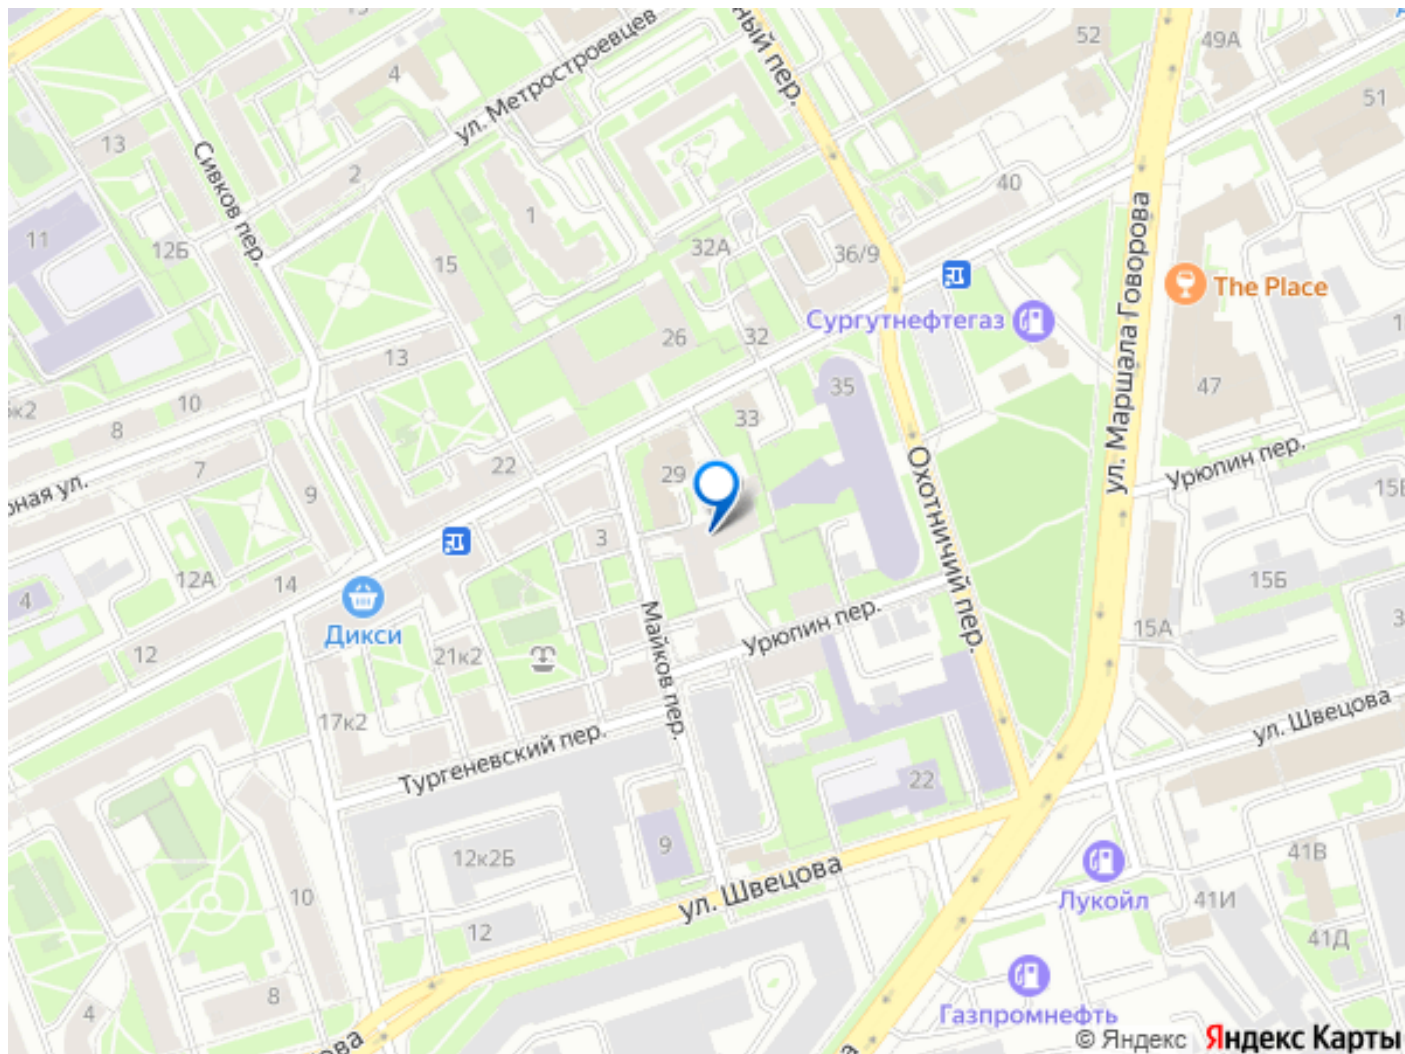 52
49А
51
ный пер.
ул. Метростроевцев
4
13
2
Сивков пер.
40
11
12Б
1
15
32А
36/9
The Place
ул. Маршала Говорова
Сургутнефтегаз
26
32
13
35
47
к2
10
8
33
Охотничий пер.
7
22
29
9
Урюпин пер.
рная ул.
15Б
3
12А
14
4
15Б
Дикси
Майков пер.
Урюпин пер.
15А
12
21к2
17к2
Тургеневский пер.
ул. Швецова
22
9
12к2Б
ул. Швецова
41В
Лукойл
41И
10
12
41Д
8
4
Газпромнефть
© Яндекс Яндекс Карты